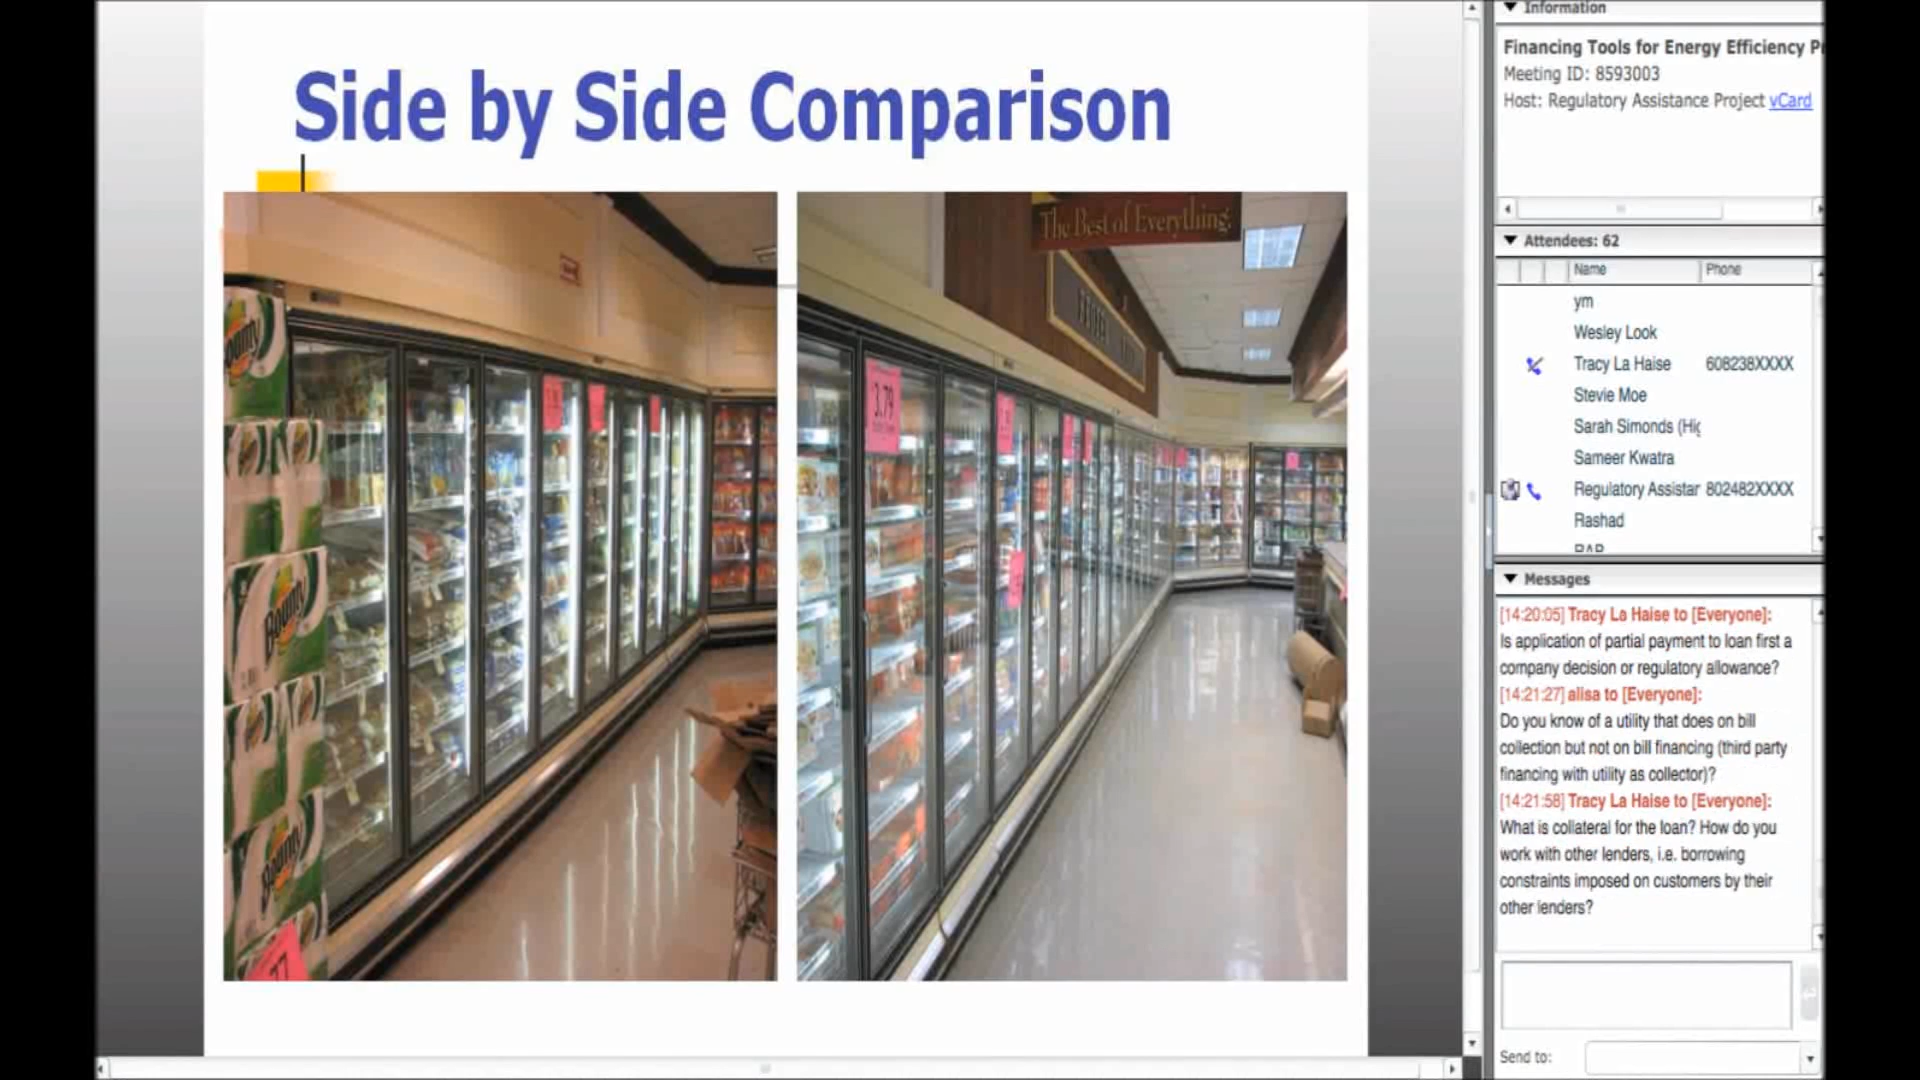 Side by Side Comparison
Bounty
Bounty
Bounty
77
The Best of Everything.
3.79
Information
Financing Tools for Energy Efficiency Pr
Meeting ID: 8593003
Host: Regulatory Assistance Project vCard
Attendees: 62
Name Phone
ym
Wesley Look
Tracy La Haise 608238XXXX
Stevie Moe
Sarah Simonds (Hig
Sameer Kwatra
Regulatory Assistar 802482XXXX
Rashad
RAP
Messages
[14:20:05] Tracy La Haise to [Everyone]:
Is application of partial payment to loan first a
company decision or regulatory allowance?
[14:21:27] alisa to [Everyone]:
Do you know of a utility that does on bill
collection but not on bill financing (third party
financing with utility as collector)?
[14:21:58] Tracy La Haise to [Everyone]:
What is collateral for the loan? How do you
work with other lenders, i.e. borrowing
constraints imposed on customers by their
other lenders?
Send to: